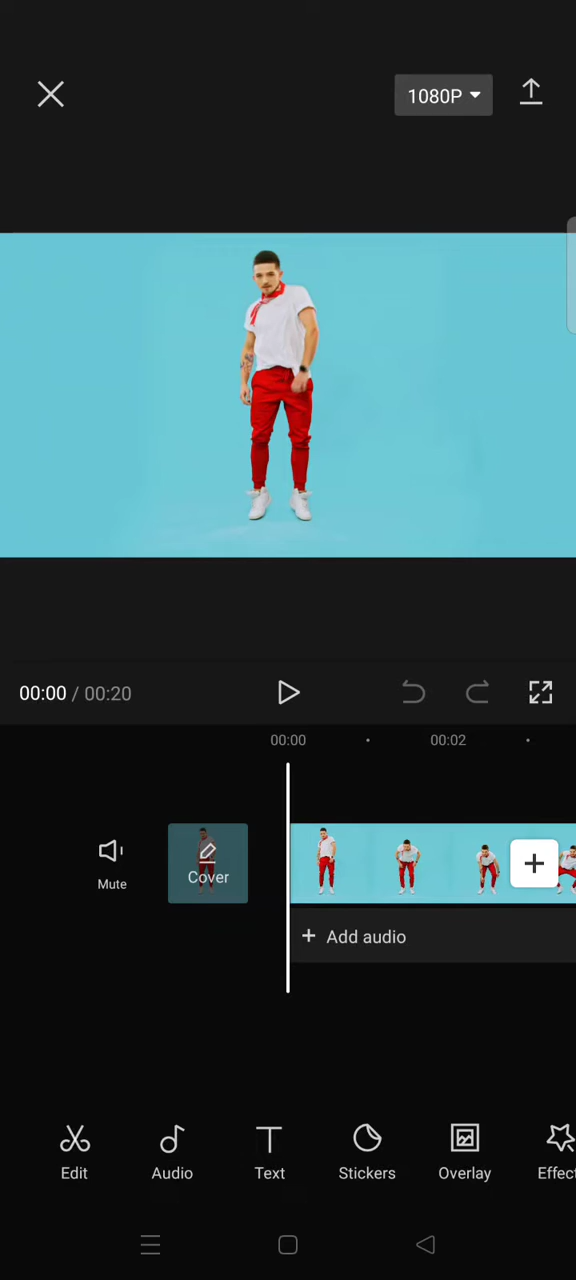 1080P
00:00 / 00:20
00:00
00:02
Mute
Cover
+ Add audio
Edit
Audio
Text
Stickers
Overlay
Effect